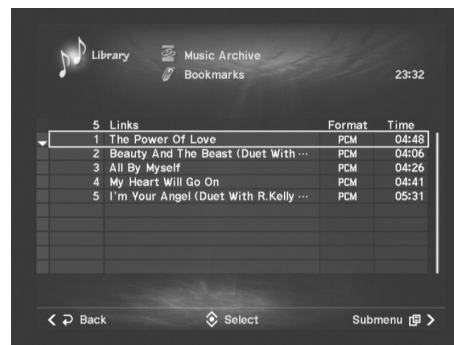 Library
Music Archive
Bookmarks
23:32
5 Links Format Time
1 The Power Of Love PCM 04:48
2 Beauty And The Beast (Duet With ··· PCM 04:06
3 All By Myself PCM 04:26
4 My Heart Will Go On PCM 04:41
5 I'm Your Angel (Duet With R.Kelly ··· PCM 05:31
Back Select Submenu